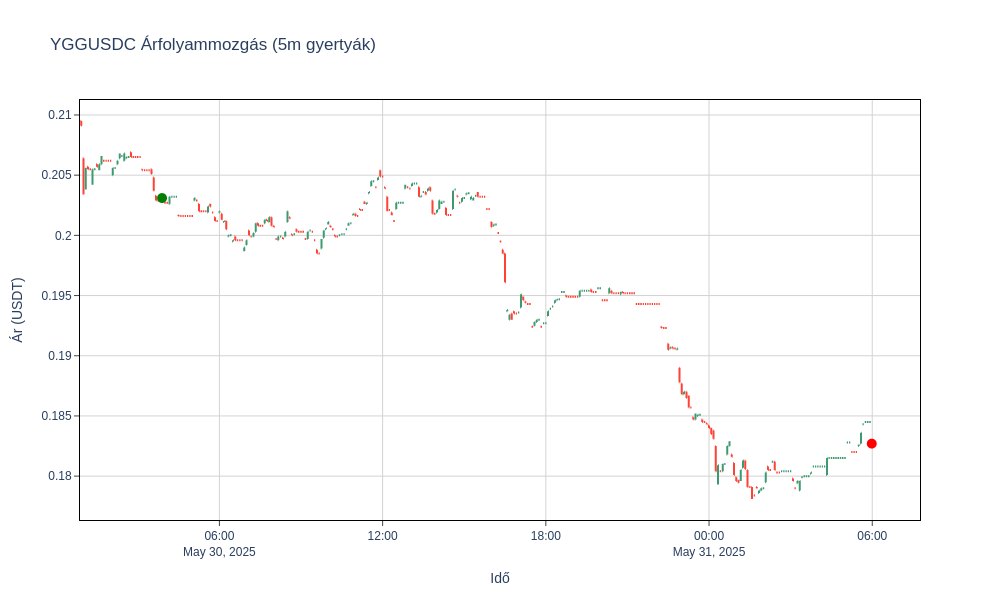 YGGUSDC Árfolyammozgás (5m gyertyák)
0.21
0.205
0.2
0.195
0.19
0.185
0.18
Ár (USDT)
06:00
May 30, 2025
12:00
18:00
00:00
May 31, 2025
06:00
Idő